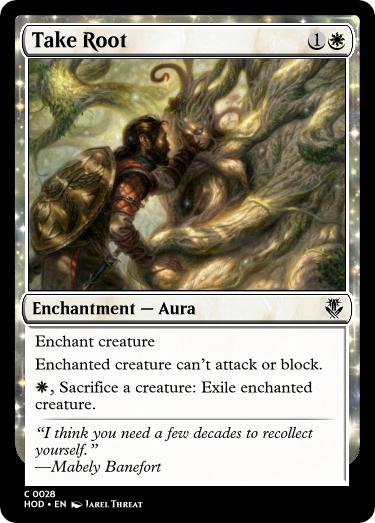 Take Root 1
Enchantment — Aura
Enchant creature
Enchanted creature can't attack or block.
, Sacrifice a creature: Exile enchanted
creature.
"I think you need a few decades to recollect
yourself."
—Mabely Banefort
C 0028
HOD • EN Jarel Threat